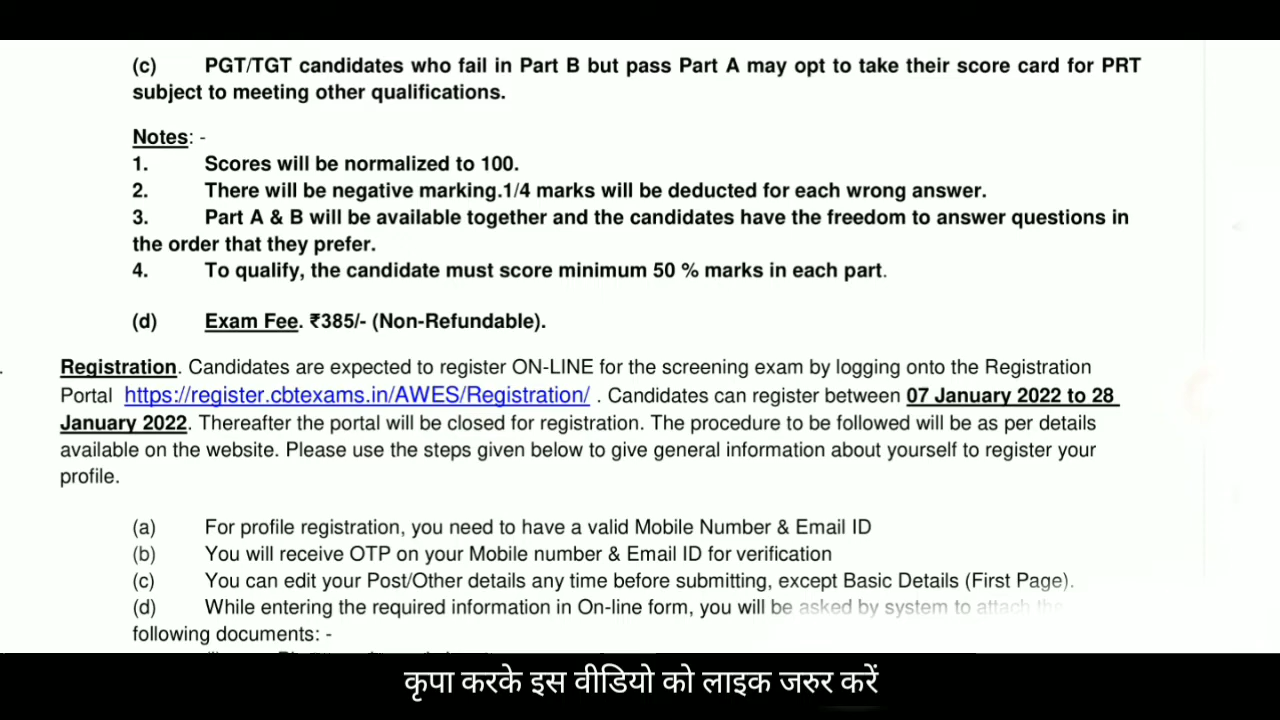 (c) PGT/TGT candidates who fail in Part B but pass Part A may opt to take their score card for PRT
subject to meeting other qualifications.
Notes: -
1. Scores will be normalized to 100.
2. There will be negative marking.1/4 marks will be deducted for each wrong answer.
3. Part A & B will be available together and the candidates have the freedom to answer questions in
the order that they prefer.
4. To qualify, the candidate must score minimum 50 % marks in each part.
(d) Exam Fee. ₹385/- (Non-Refundable).
Registration. Candidates are expected to register ON-LINE for the screening exam by logging onto the Registration
Portal https://register.cbtexams.in/AWES/Registration/ . Candidates can register between 07 January 2022 to 28
January 2022. Thereafter the portal will be closed for registration. The procedure to be followed will be as per details
available on the website. Please use the steps given below to give general information about yourself to register your
profile.
(a) For profile registration, you need to have a valid Mobile Number & Email ID
(b) You will receive OTP on your Mobile number & Email ID for verification
(c) You can edit your Post/Other details any time before submitting, except Basic Details (First Page).
(d) While entering the required information in On-line form, you will be asked by system to attach the
following documents: -
कृपा करके इस वीडियो को लाइक जरुर करें